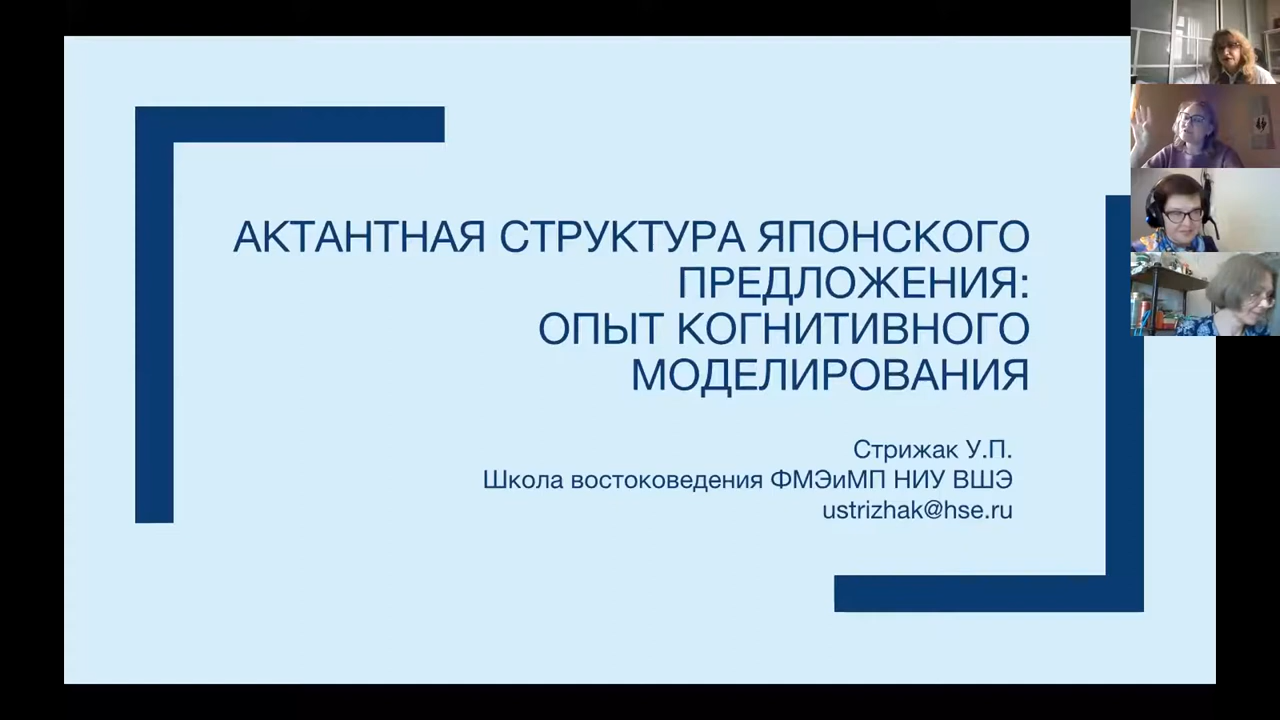 АКТАНТНАЯ СТРУКТУРА ЯПОНСКОГО
ПРЕДЛОЖЕНИЯ:
ОПЫТ КОГНИТИВНОГО
МОДЕЛИРОВАНИЯ
Стрижак У.П.
Школа востоковедения ФМЭиМП НИУ ВШЭ
ustrizhak@hse.ru